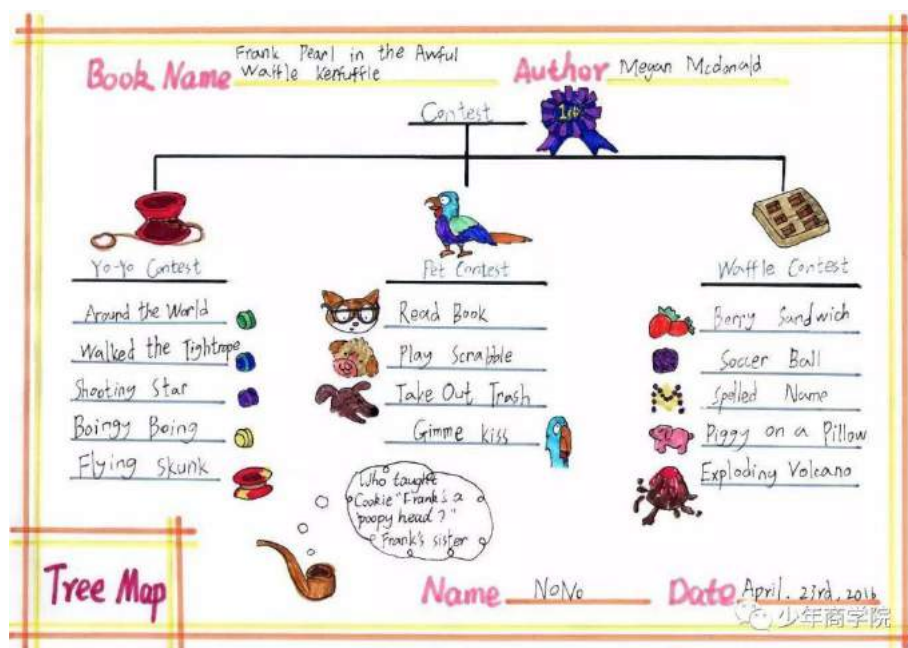 Book Name Frank Pearl in the Awful
Waffle Kerfuffle
Author Megan Mcdonald
Contest
1st
Yo-Yo Contest
Around the World
Walked the Tightrope
Shooting Star
Boingy Boing
Flying Skunk
Pet Contest
Read Book
Play Scrabble
Take Out Trash
Gimme kiss
Waffle Contest
Berry Sandwich
Soccer Ball
Spelled Name
Piggy on a Pillow
Exploding Volcano
Who taught
Cookie "Frank's a
poopy head?"
Frank's sister
Tree Map
Name NoNo
Date April. 23rd, 2016
少年商学院